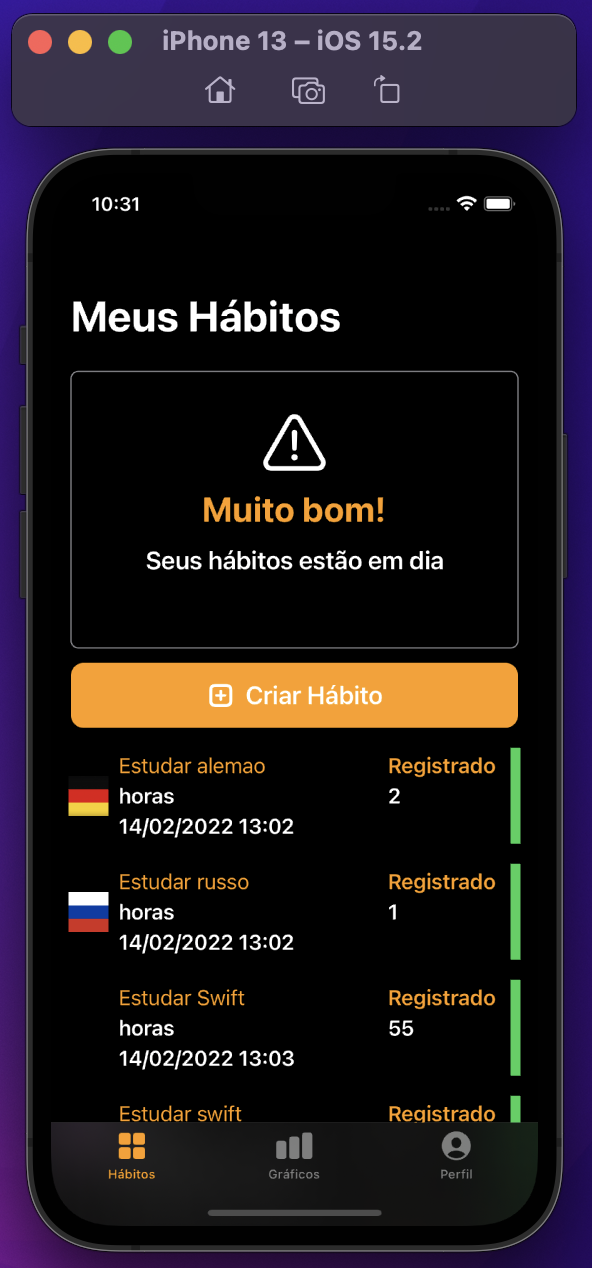 iPhone 13 – iOS 15.2
10:31
Meus Hábitos
Muito bom!
Seus hábitos estão em dia
Criar Hábito
Estudar alemao
Registrado
horas
2
14/02/2022 13:02
Estudar russo
Registrado
horas
1
14/02/2022 13:02
Estudar Swift
Registrado
horas
55
14/02/2022 13:03
Estudar swift
Registrado
Hábitos
Gráficos
Perfil